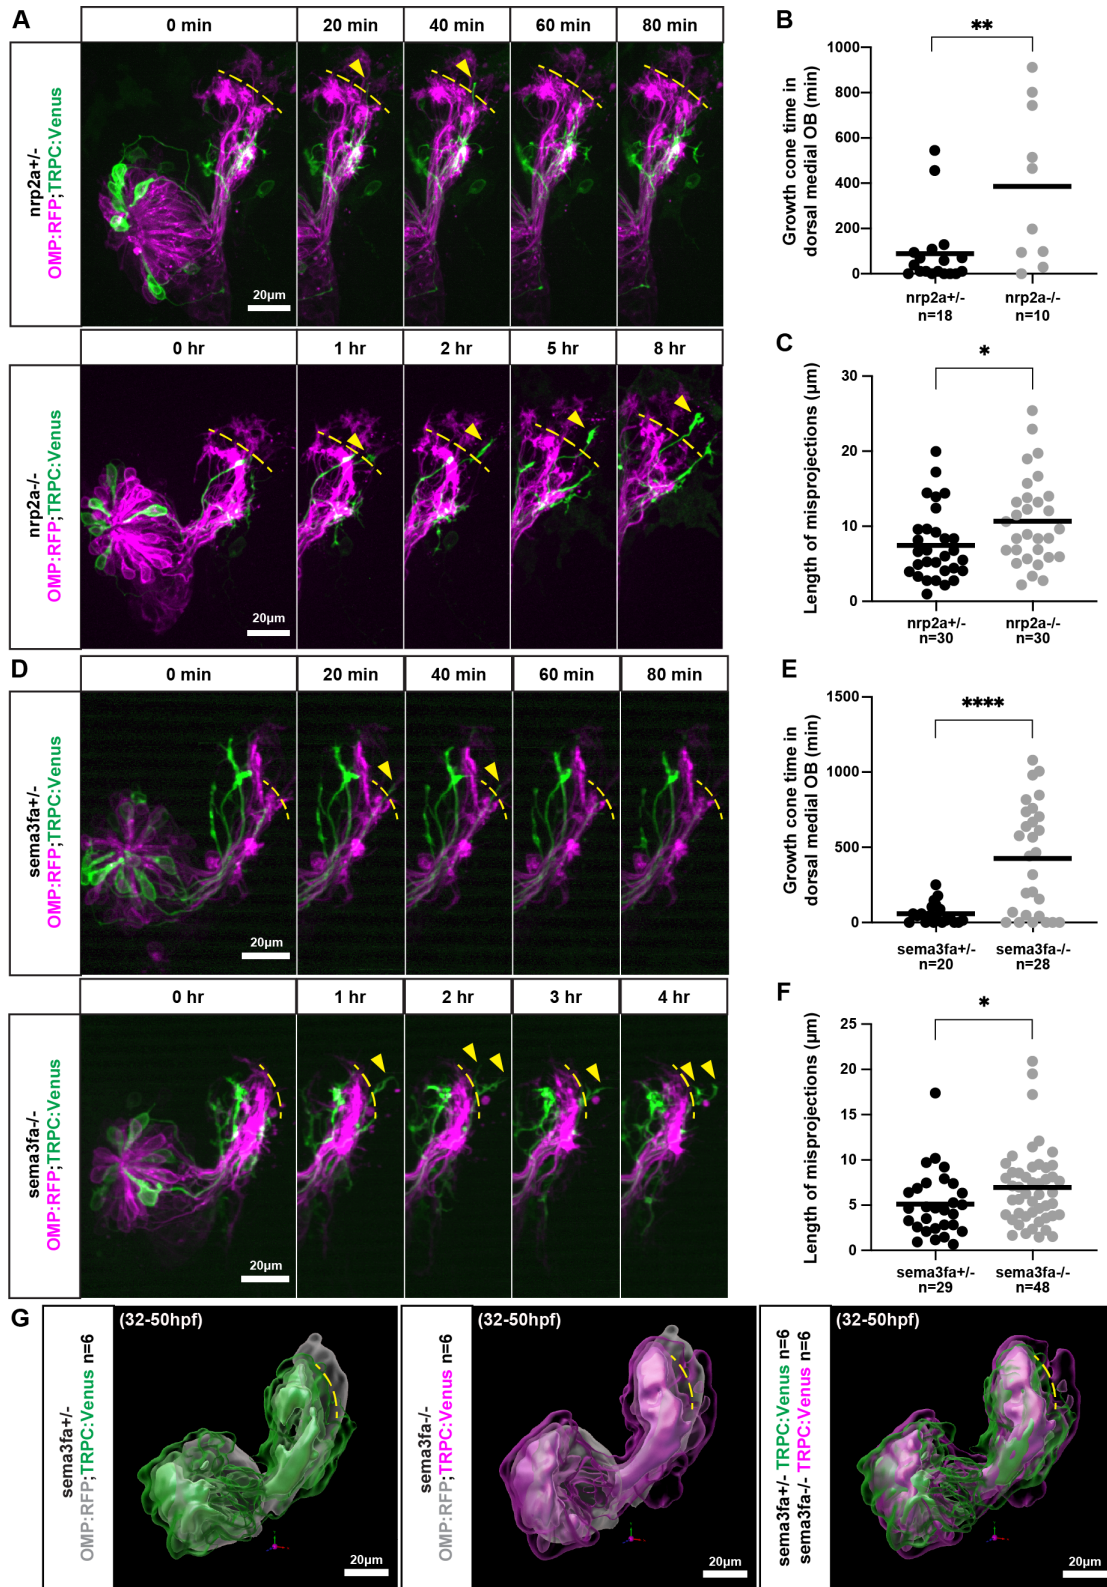 A
0 min
20 min
40 min
60 min
80 min
nrp2a+/-
OMP:RFP;TRPC:Venus
20µm
0 hr
1 hr
2 hr
5 hr
8 hr
nrp2a-/-
OMP:RFP;TRPC:Venus
20µm
B
**
Growth cone time in
dorsal medial OB (min)
1000
800
600
400
200
0
nrp2a+/-
n=18
nrp2a-/-
n=10
C
*
Length of misprojections (µm)
30
20
10
0
nrp2a+/-
n=30
nrp2a-/-
n=30
D
0 min
20 min
40 min
60 min
80 min
sema3fa+/-
OMP:RFP;TRPC:Venus
20µm
0 hr
1 hr
2 hr
3 hr
4 hr
sema3fa-/-
OMP:RFP;TRPC:Venus
20µm
E
****
Growth cone time in
dorsal medial OB (min)
1500
1000
500
0
sema3fa+/-
n=20
sema3fa-/-
n=28
F
*
Length of misprojections (µm)
25
20
15
10
5
0
sema3fa+/-
n=29
sema3fa-/-
n=48
G
sema3fa+/-
OMP:RFP;TRPC:Venus n=6
(32-50hpf)
20µm
sema3fa-/-
OMP:RFP;TRPC:Venus n=6
(32-50hpf)
20µm
sema3fa+/- TRPC:Venus n=6
sema3fa-/- TRPC:Venus n=6
(32-50hpf)
20µm